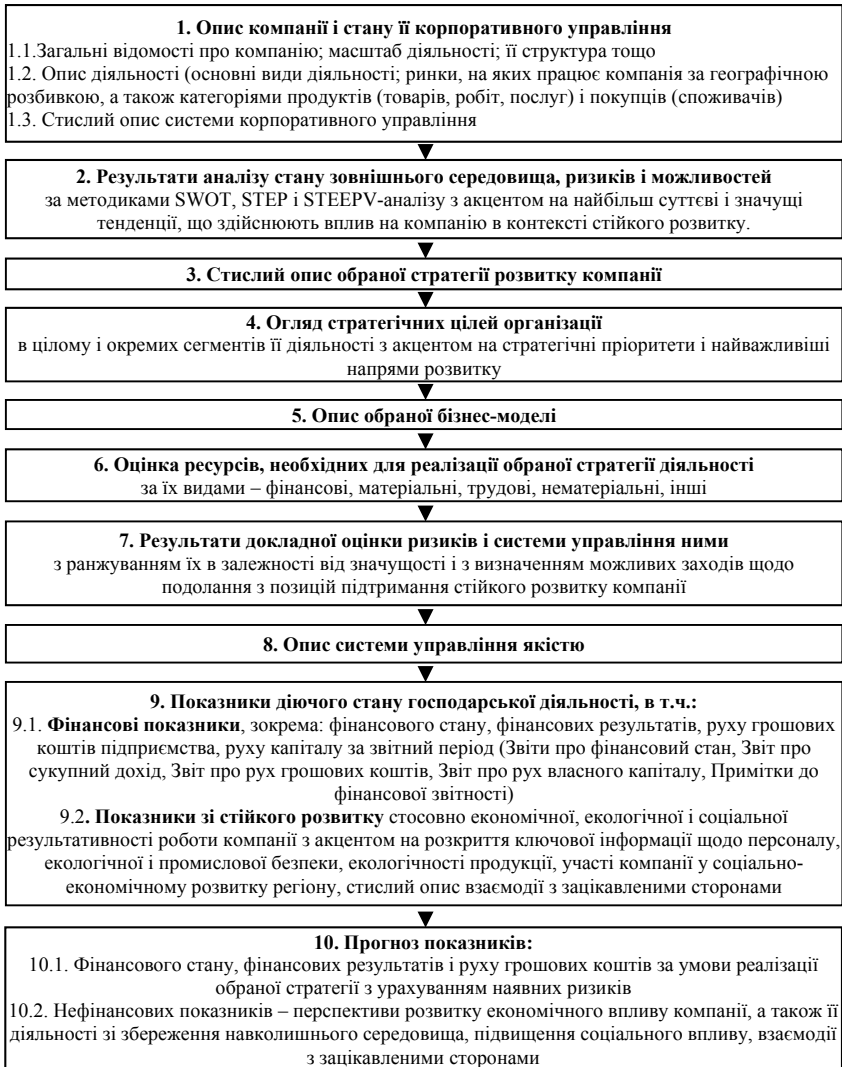 1. Опис компанії і стану її корпоративного управління
1.1.Загальні відомості про компанію; масштаб діяльності; її структура тощо
1.2. Опис діяльності (основні види діяльності; ринки, на яких працює компанія за географічною
розбивкою, а також категоріями продуктів (товарів, робіт, послуг) і покупців (споживачів)
1.3. Стислий опис системи корпоративного управління
2. Результати аналізу стану зовнішнього середовища, ризиків і можливостей
за методиками SWOT, STEP і STEEPV-аналізу з акцентом на найбільш суттєві і значущі
тенденції, що здійснюють вплив на компанію в контексті стійкого розвитку.
3. Стислий опис обраної стратегії розвитку компанії
4. Огляд стратегічних цілей організації
в цілому і окремих сегментів її діяльності з акцентом на стратегічні пріоритети і найважливіші
напрями розвитку
5. Опис обраної бізнес-моделі
6. Оцінка ресурсів, необхідних для реалізації обраної стратегії діяльності
за їх видами – фінансові, матеріальні, трудові, нематеріальні, інші
7. Результати докладної оцінки ризиків і системи управління ними
з ранжуванням їх в залежності від значущості і з визначенням можливих заходів щодо
подолання з позицій підтримання стійкого розвитку компанії
8. Опис системи управління якістю
9. Показники діючого стану господарської діяльності, в т.ч.:
9.1. Фінансові показники, зокрема: фінансового стану, фінансових результатів, руху грошових
коштів підприємства, руху капіталу за звітний період (Звіти про фінансовий стан, Звіт про
сукупний дохід, Звіт про рух грошових коштів, Звіт про рух власного капіталу, Примітки до
фінансової звітності)
9.2. Показники зі стійкого розвитку стосовно економічної, екологічної і соціальної
результативності роботи компанії з акцентом на розкриття ключової інформації щодо персоналу,
екологічної і промислової безпеки, екологічності продукції, участі компанії у соціально-
економічному розвитку регіону, стислий опис взаємодії з зацікавленими сторонами
10. Прогноз показників:
10.1. Фінансового стану, фінансових результатів і руху грошових коштів за умови реалізації
обраної стратегії з урахуванням наявних ризиків
10.2. Нефінансових показників – перспективи розвитку економічного впливу компанії, а також її
діяльності зі збереження навколишнього середовища, підвищення соціального впливу, взаємодії
з зацікавленими сторонами